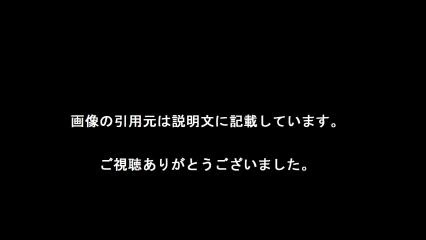 画像の引用元は説明文に記載しています。
ご視聴ありがとうございました。